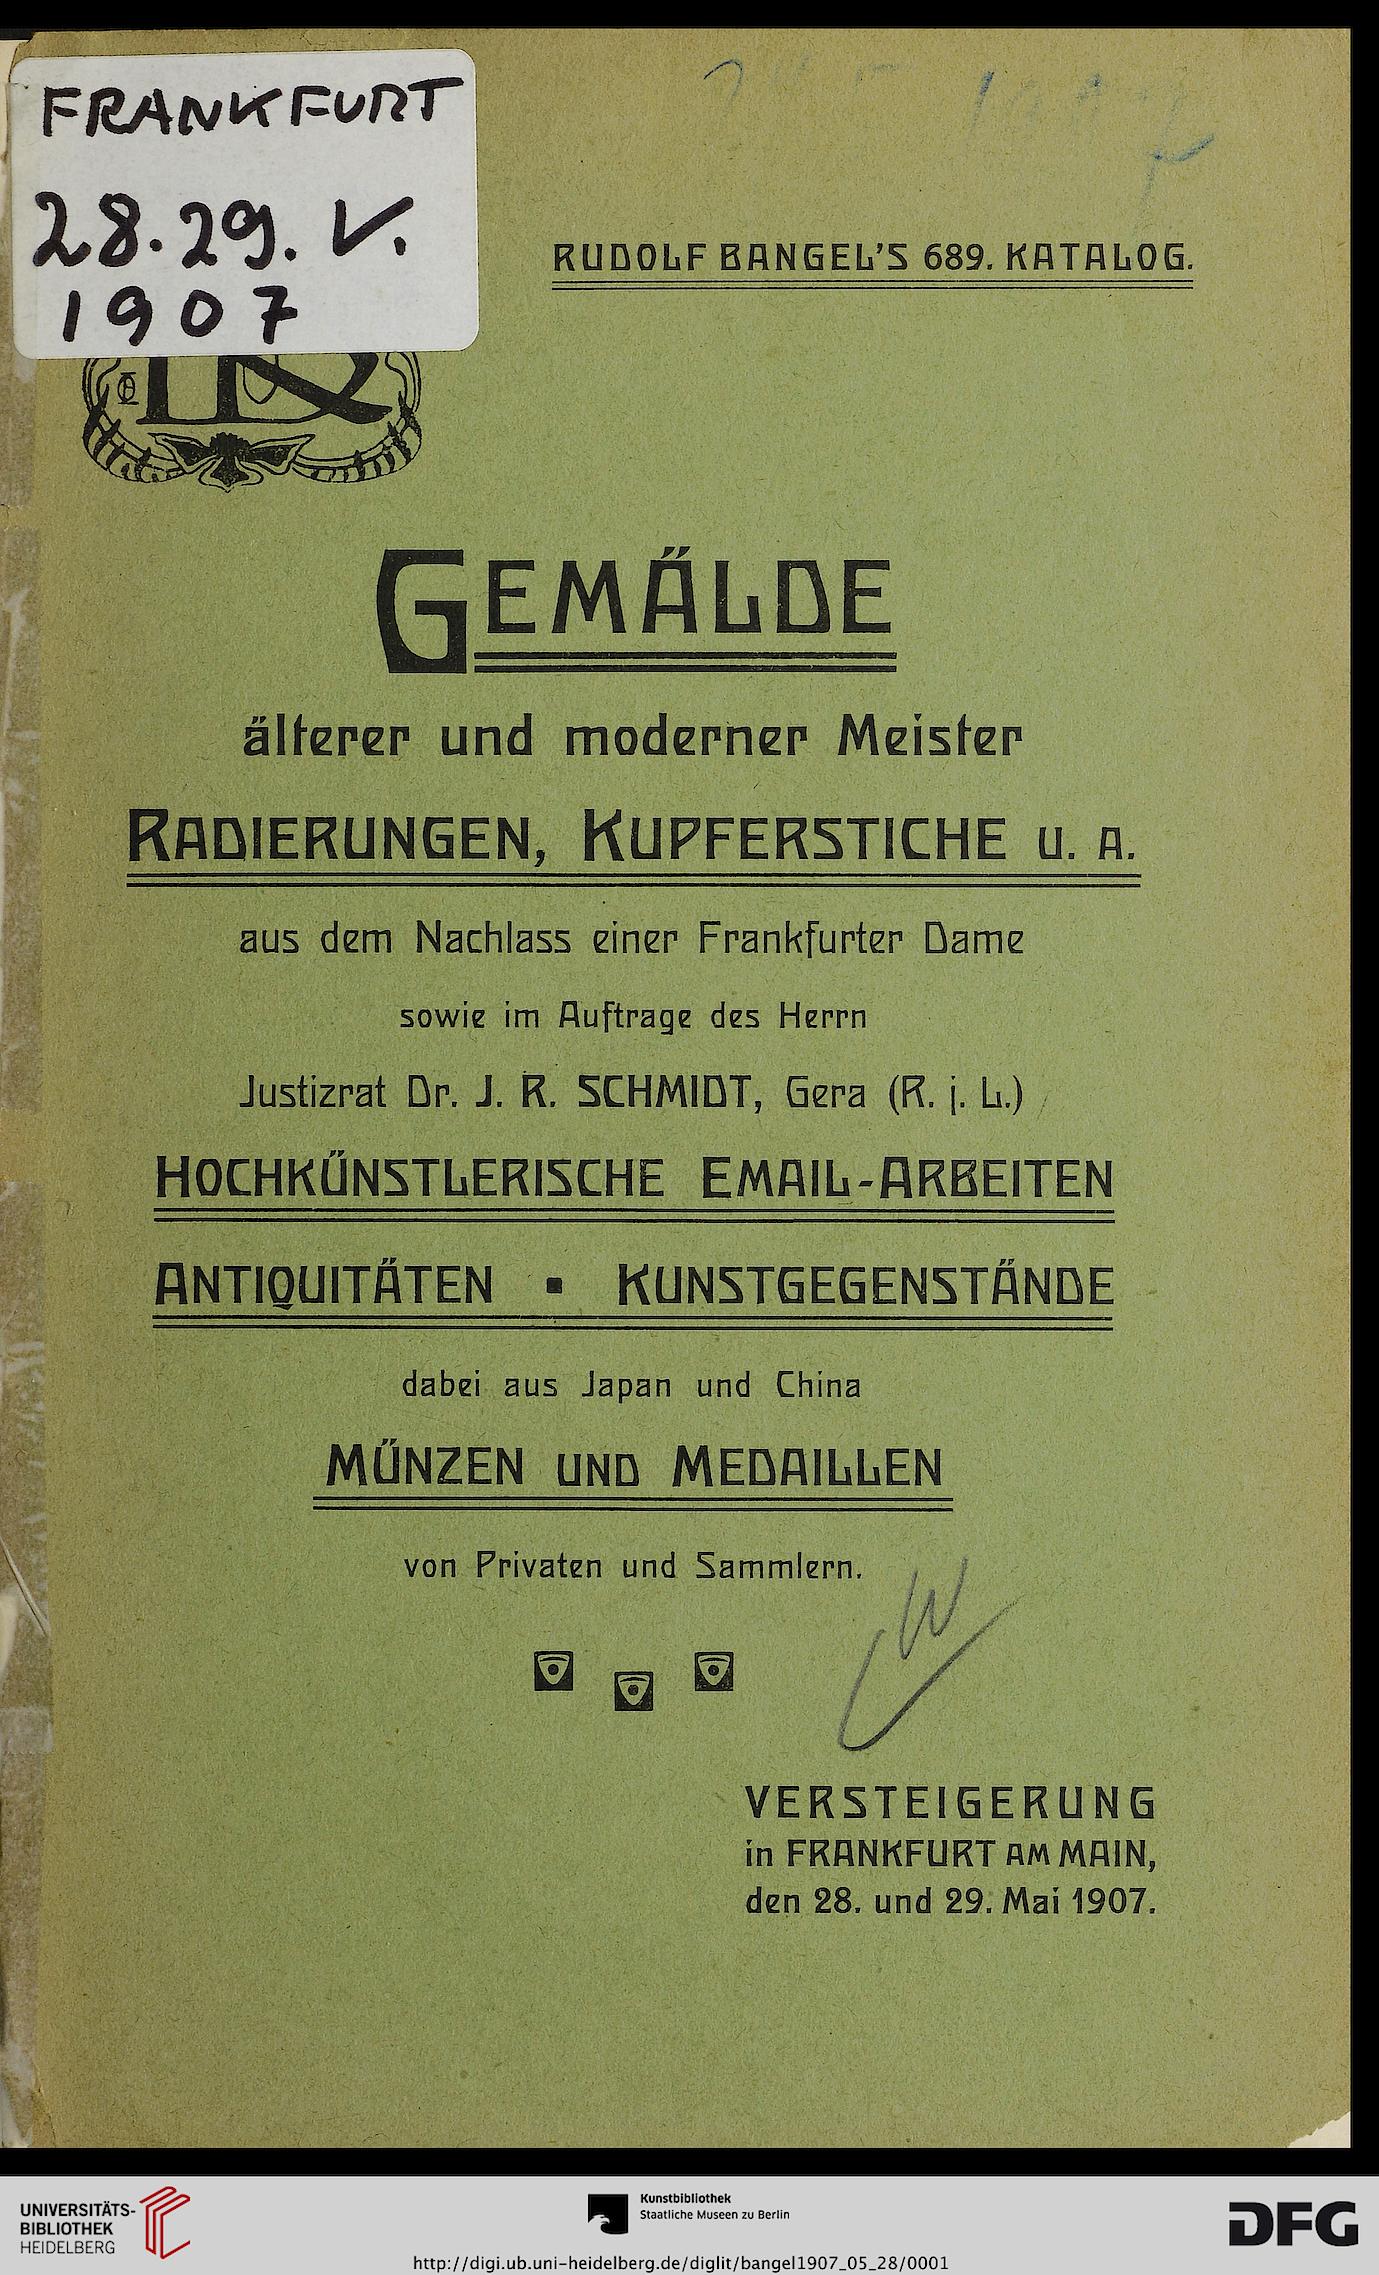 FRANKFURT
28.29. V.
1907
RUDOLF BANGEL'S 689. KATALOG.
GEMÄLDE
älterer und moderner Meister
RADIERUNGEN, KUPFERSTICHE U. A.
aus dem Nachlass einer Frankfurter Dame
sowie im Auftrage des Herrn
Justizrat Dr. J. R. SCHMIDT, Gera (R. j. L.)
HOCHKÜNSTLERISCHE EMAIL-ARBEITEN
ANTIQUITÄTEN ▪ KUNSTGEGENSTÄNDE
dabei aus Japan und China
MÜNZEN UND MEDAILLEN
von Privaten und Sammlern.
VERSTEIGERUNG
in FRANKFURT AM MAIN,
den 28. und 29. Mai 1907.
UNIVERSITÄTS-
BIBLIOTHEK
HEIDELBERG
Kunstbibliothek
Staatliche Museen zu Berlin
DFG
http://digi.ub.uni-heidelberg.de/diglit/bangel1907_05_28/0001